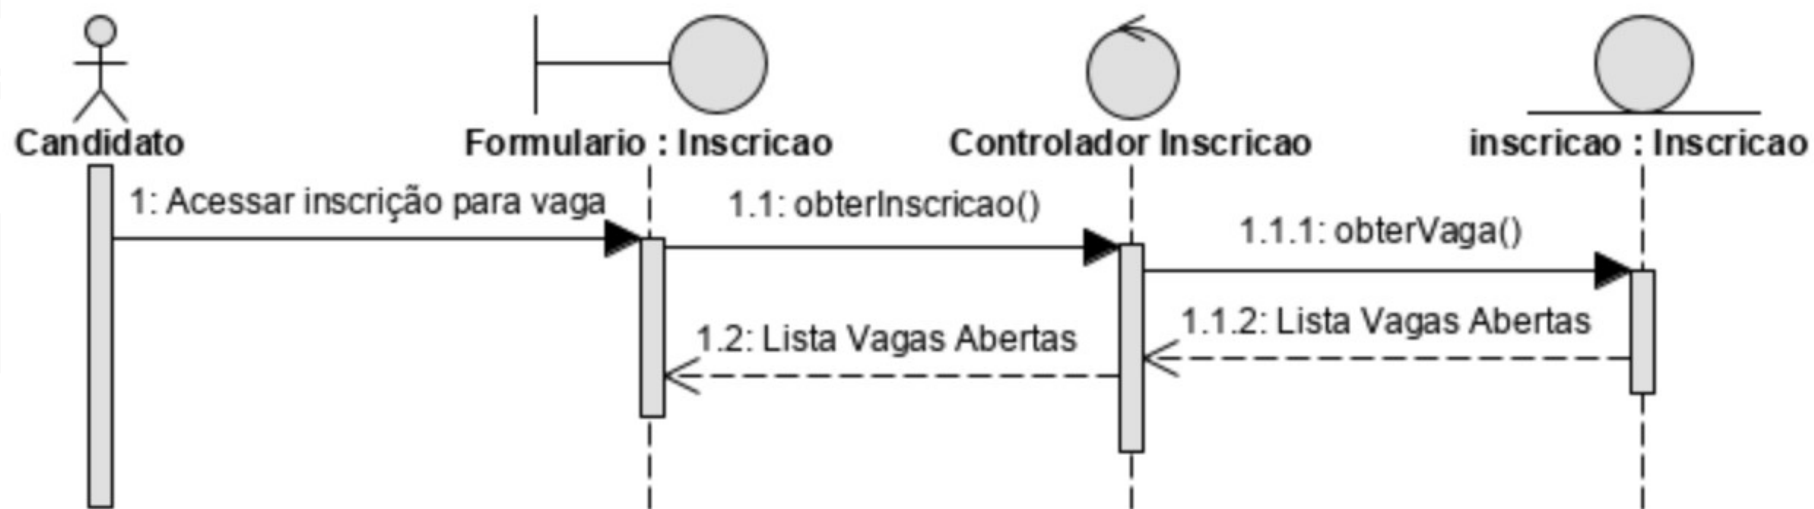 Candidato
Formulario : Inscricao
Controlador Inscricao
inscricao : Inscricao
1: Acessar inscrição para vaga
1.1: obterInscricao()
1.1.1: obterVaga()
1.1.2: Lista Vagas Abertas
1.2: Lista Vagas Abertas